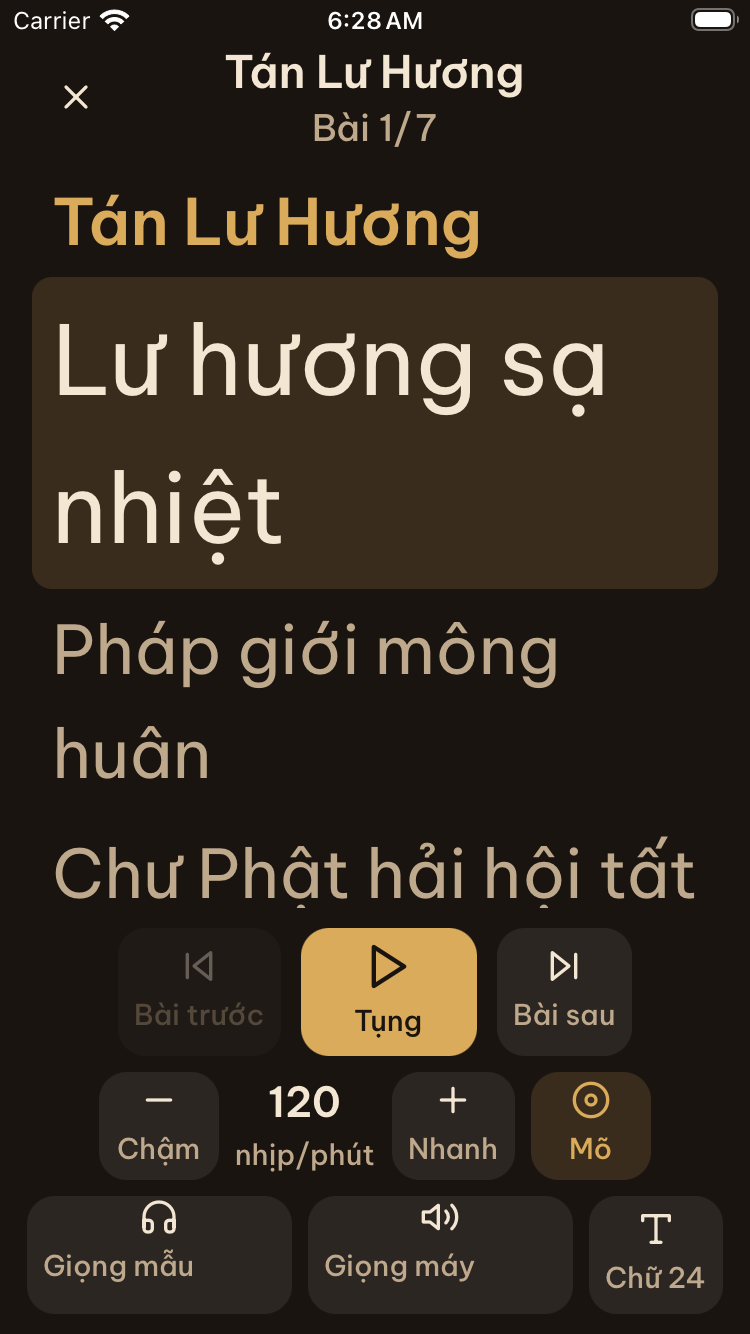 Carrier 6:28 AM
Tán Lư Hương
Bài 1/7
Tán Lư Hương
Lư hương sạ
nhiệt
Pháp giới mông
huân
Chư Phật hải hội tất
Bài trước Tụng Bài sau
120
Chậm nhịp/phút Nhanh Mõ
Giọng mẫu Giọng máy Chữ 24